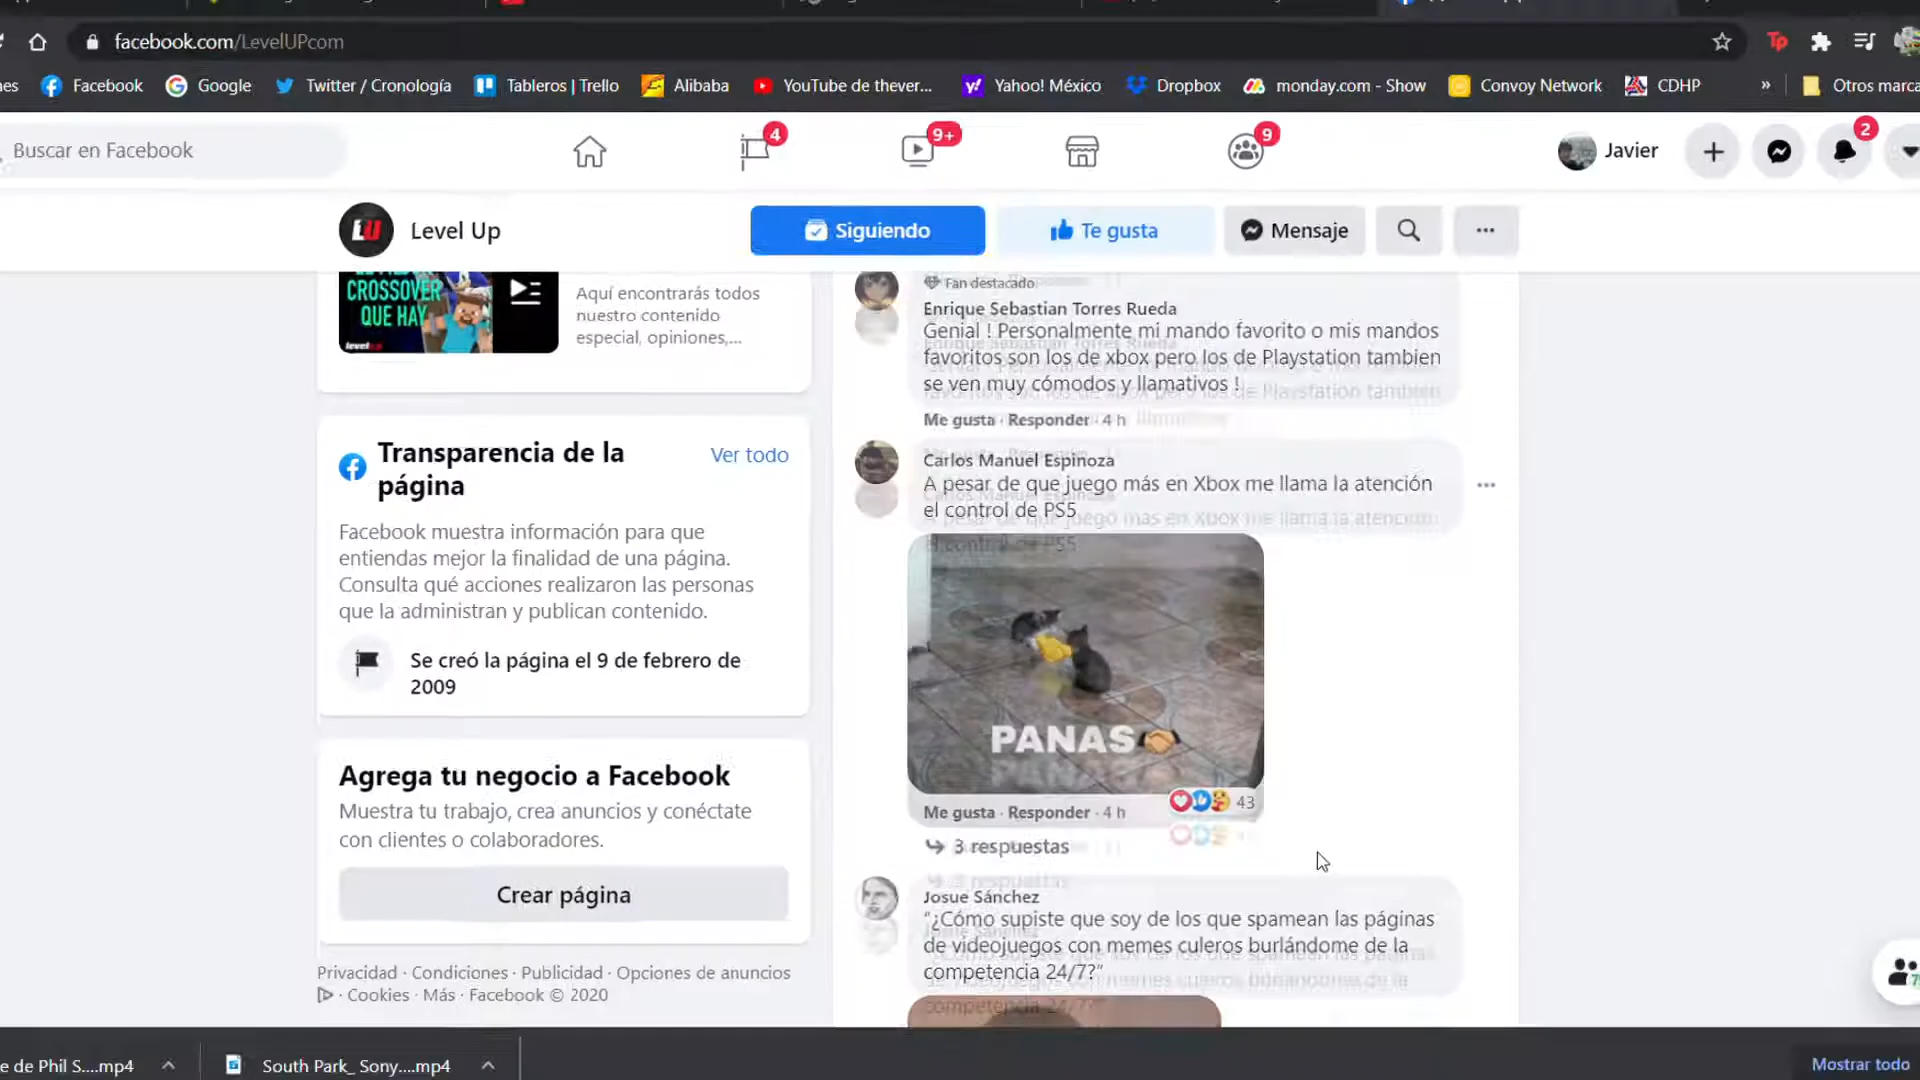 facebook.com/LevelUPcom
Facebook
Google
Twitter / Cronología
Tableros | Trello
Alibaba
YouTube de thever...
Yahoo! México
Dropbox
monday.com - Show
Convoy Network
CDHP
»
Otros marca
Buscar en Facebook
4
9+
9
Javier
2
LU
Level Up
Siguiendo
Te gusta
Mensaje
CROSSOVER
QUE HAY
level up
Aquí encontrarás todos
nuestro contenido
especial, opiniones,...
Transparencia de la
página
Ver todo
Facebook muestra información para que
entiendas mejor la finalidad de una página.
Consulta qué acciones realizaron las personas
que la administran y publican contenido.
Se creó la página el 9 de febrero de
2009
Agrega tu negocio a Facebook
Muestra tu trabajo, crea anuncios y conéctate
con clientes o colaboradores.
Crear página
Privacidad · Condiciones · Publicidad · Opciones de anuncios
· Cookies · Más · Facebook © 2020
Fan destacado
Enrique Sebastian Torres Rueda
Genial ! Personalmente mi mando favorito o mis mandos
favoritos son los de xbox pero los de Playstation tambien
se ven muy cómodos y llamativos !
Me gusta · Responder · 4 h
Carlos Manuel Espinoza
A pesar de que juego más en Xbox me llama la atención
el control de PS5
PANAS
43
Me gusta · Responder · 4 h
3 respuestas
Josue Sánchez
"¿Cómo supiste que soy de los que spamean las páginas
de videojuegos con memes culeros burlándome de la
competencia 24/7?"
e de Phil S....mp4
South Park_ Sony....mp4
Mostrar todo